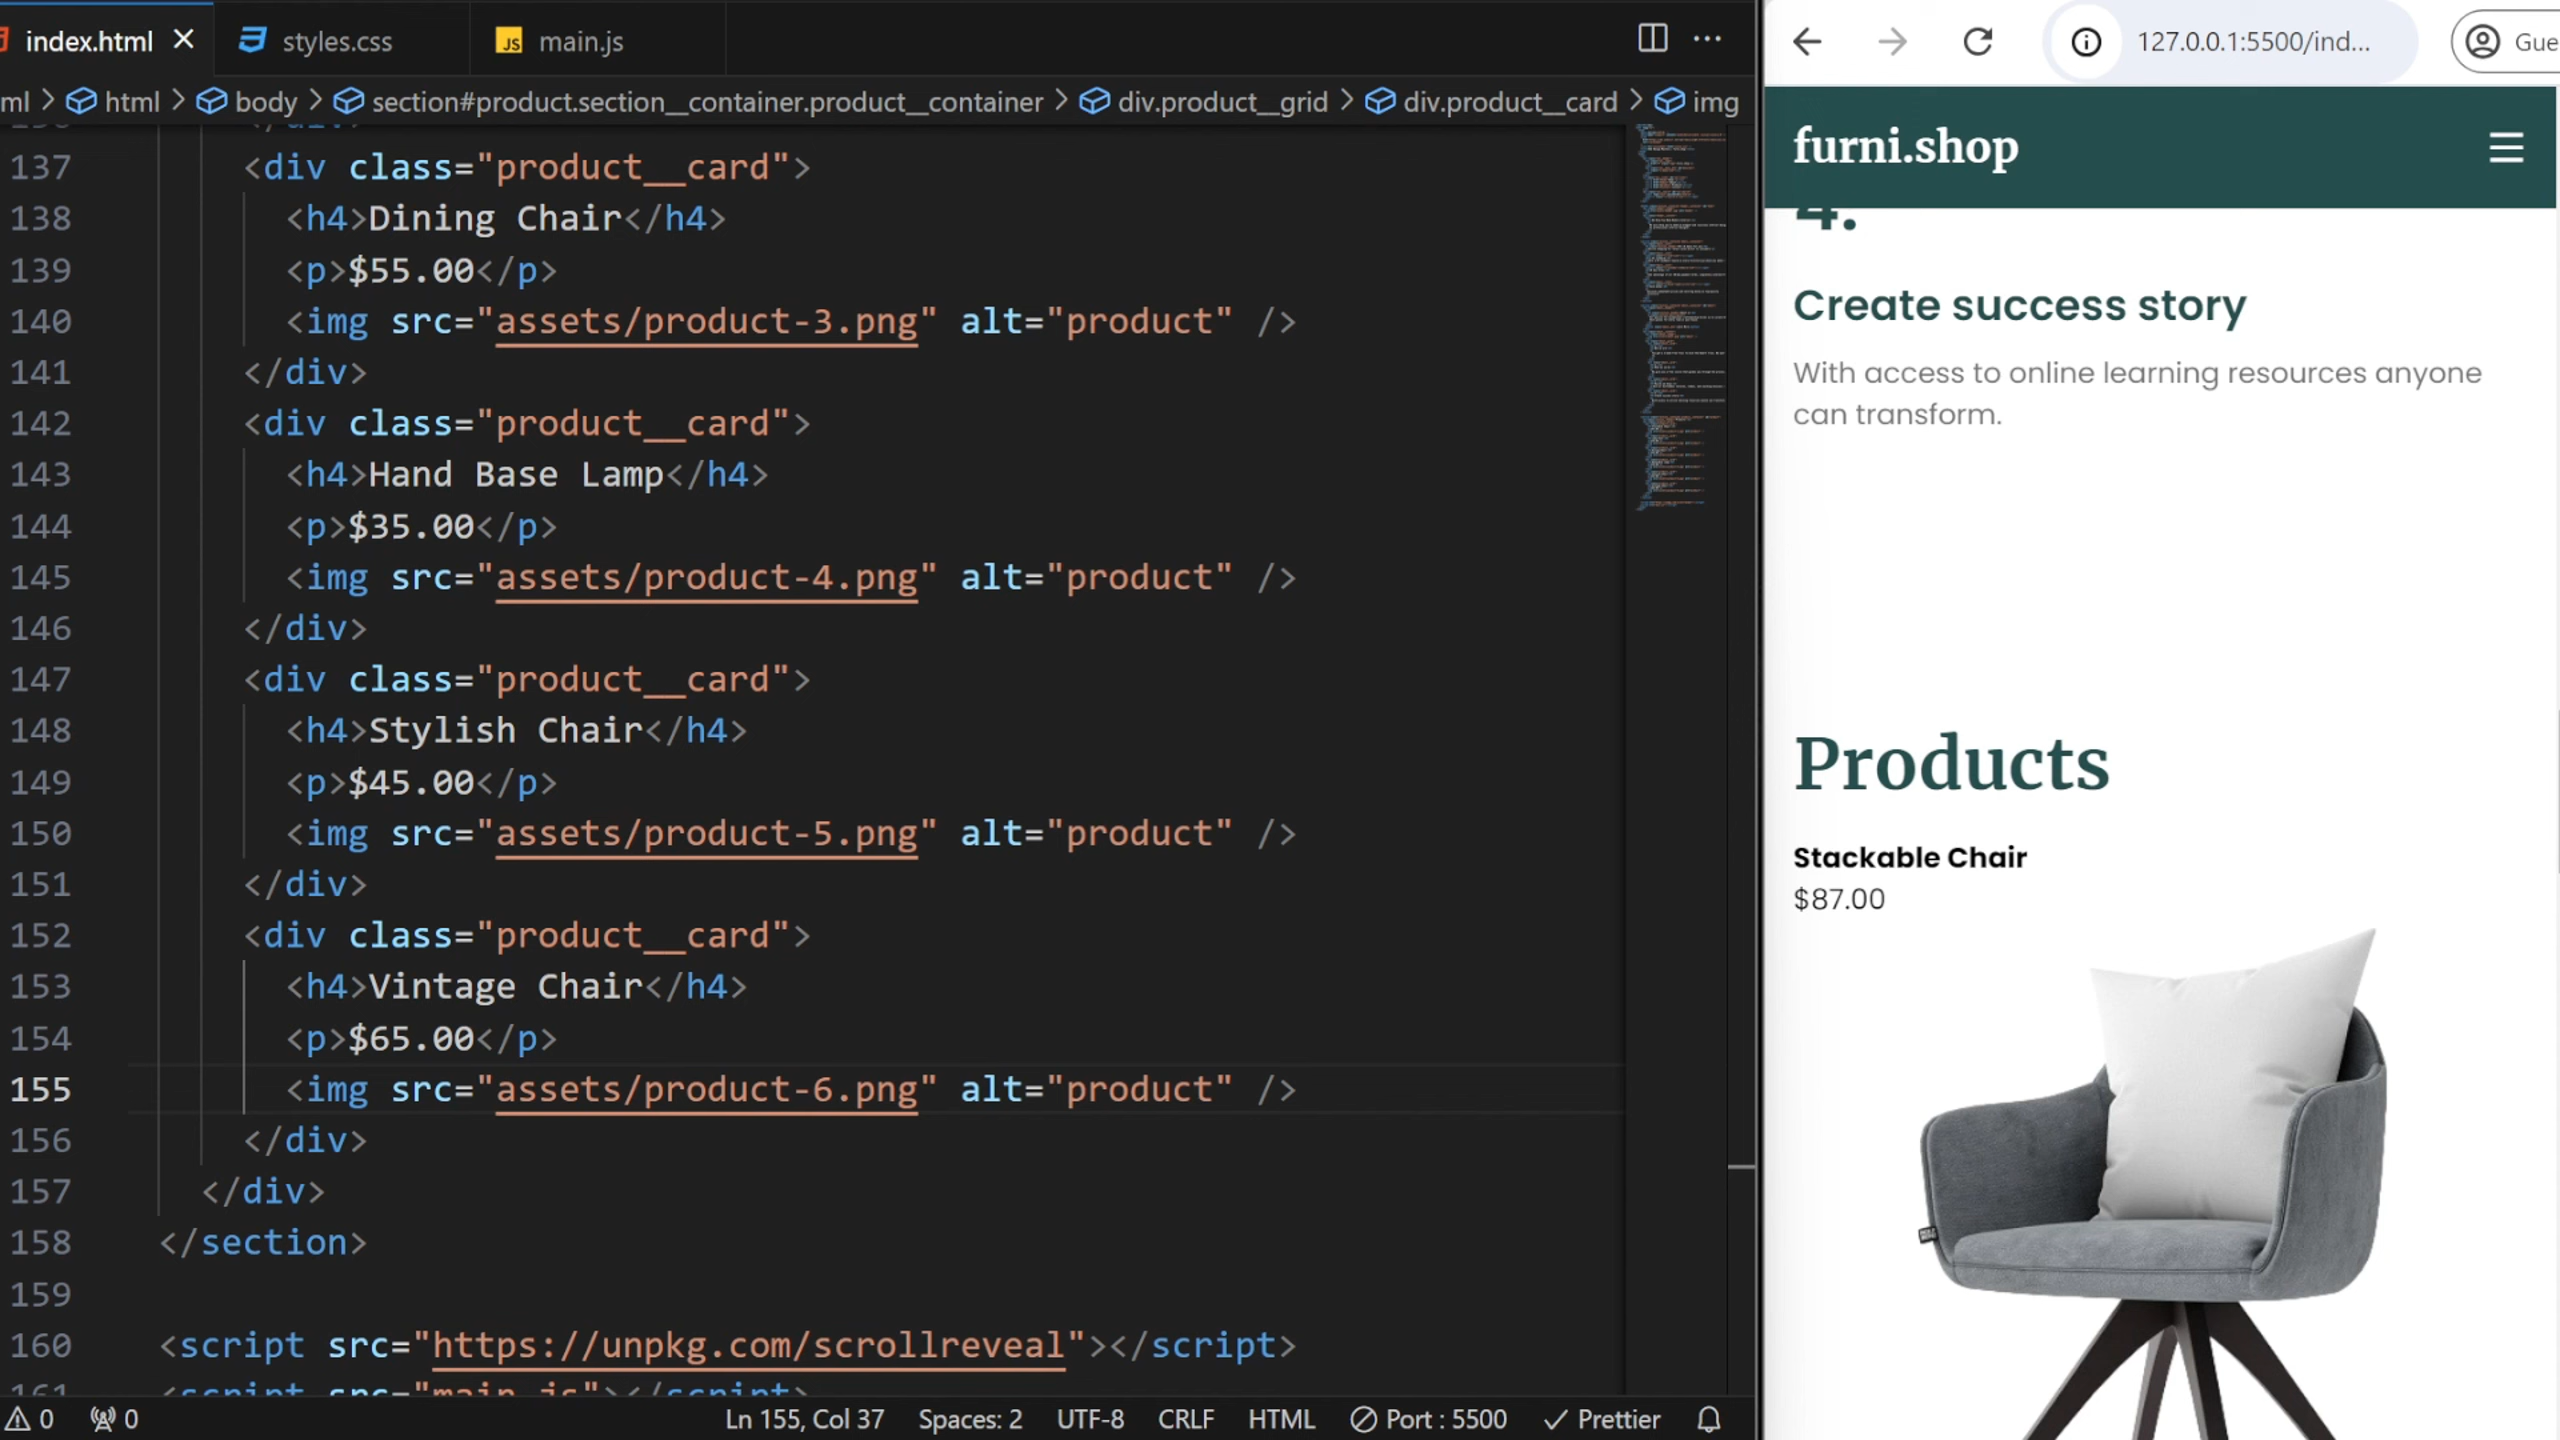 index.html
styles.css
main.js
ml > html > body > section#product.section__container.product__container > div.product__grid > div.product__card > img
137 <div class="product__card">
138 <h4>Dining Chair</h4>
139 <p>$55.00</p>
140 <img src="assets/product-3.png" alt="product" />
141 </div>
142 <div class="product__card">
143 <h4>Hand Base Lamp</h4>
144 <p>$35.00</p>
145 <img src="assets/product-4.png" alt="product" />
146 </div>
147 <div class="product__card">
148 <h4>Stylish Chair</h4>
149 <p>$45.00</p>
150 <img src="assets/product-5.png" alt="product" />
151 </div>
152 <div class="product__card">
153 <h4>Vintage Chair</h4>
154 <p>$65.00</p>
155 <img src="assets/product-6.png" alt="product" />
156 </div>
157 </div>
158 </section>
159
160 <script src="https://unpkg.com/scrollreveal"></script>
161 <script src="main.js"></script>
0 0 Ln 155, Col 37 Spaces: 2 UTF-8 CRLF HTML Port : 5500 Prettier
127.0.0.1:5500/ind... Gue
furni.shop
4.
Create success story
With access to online learning resources anyone
can transform.
Products
Stackable Chair
$87.00